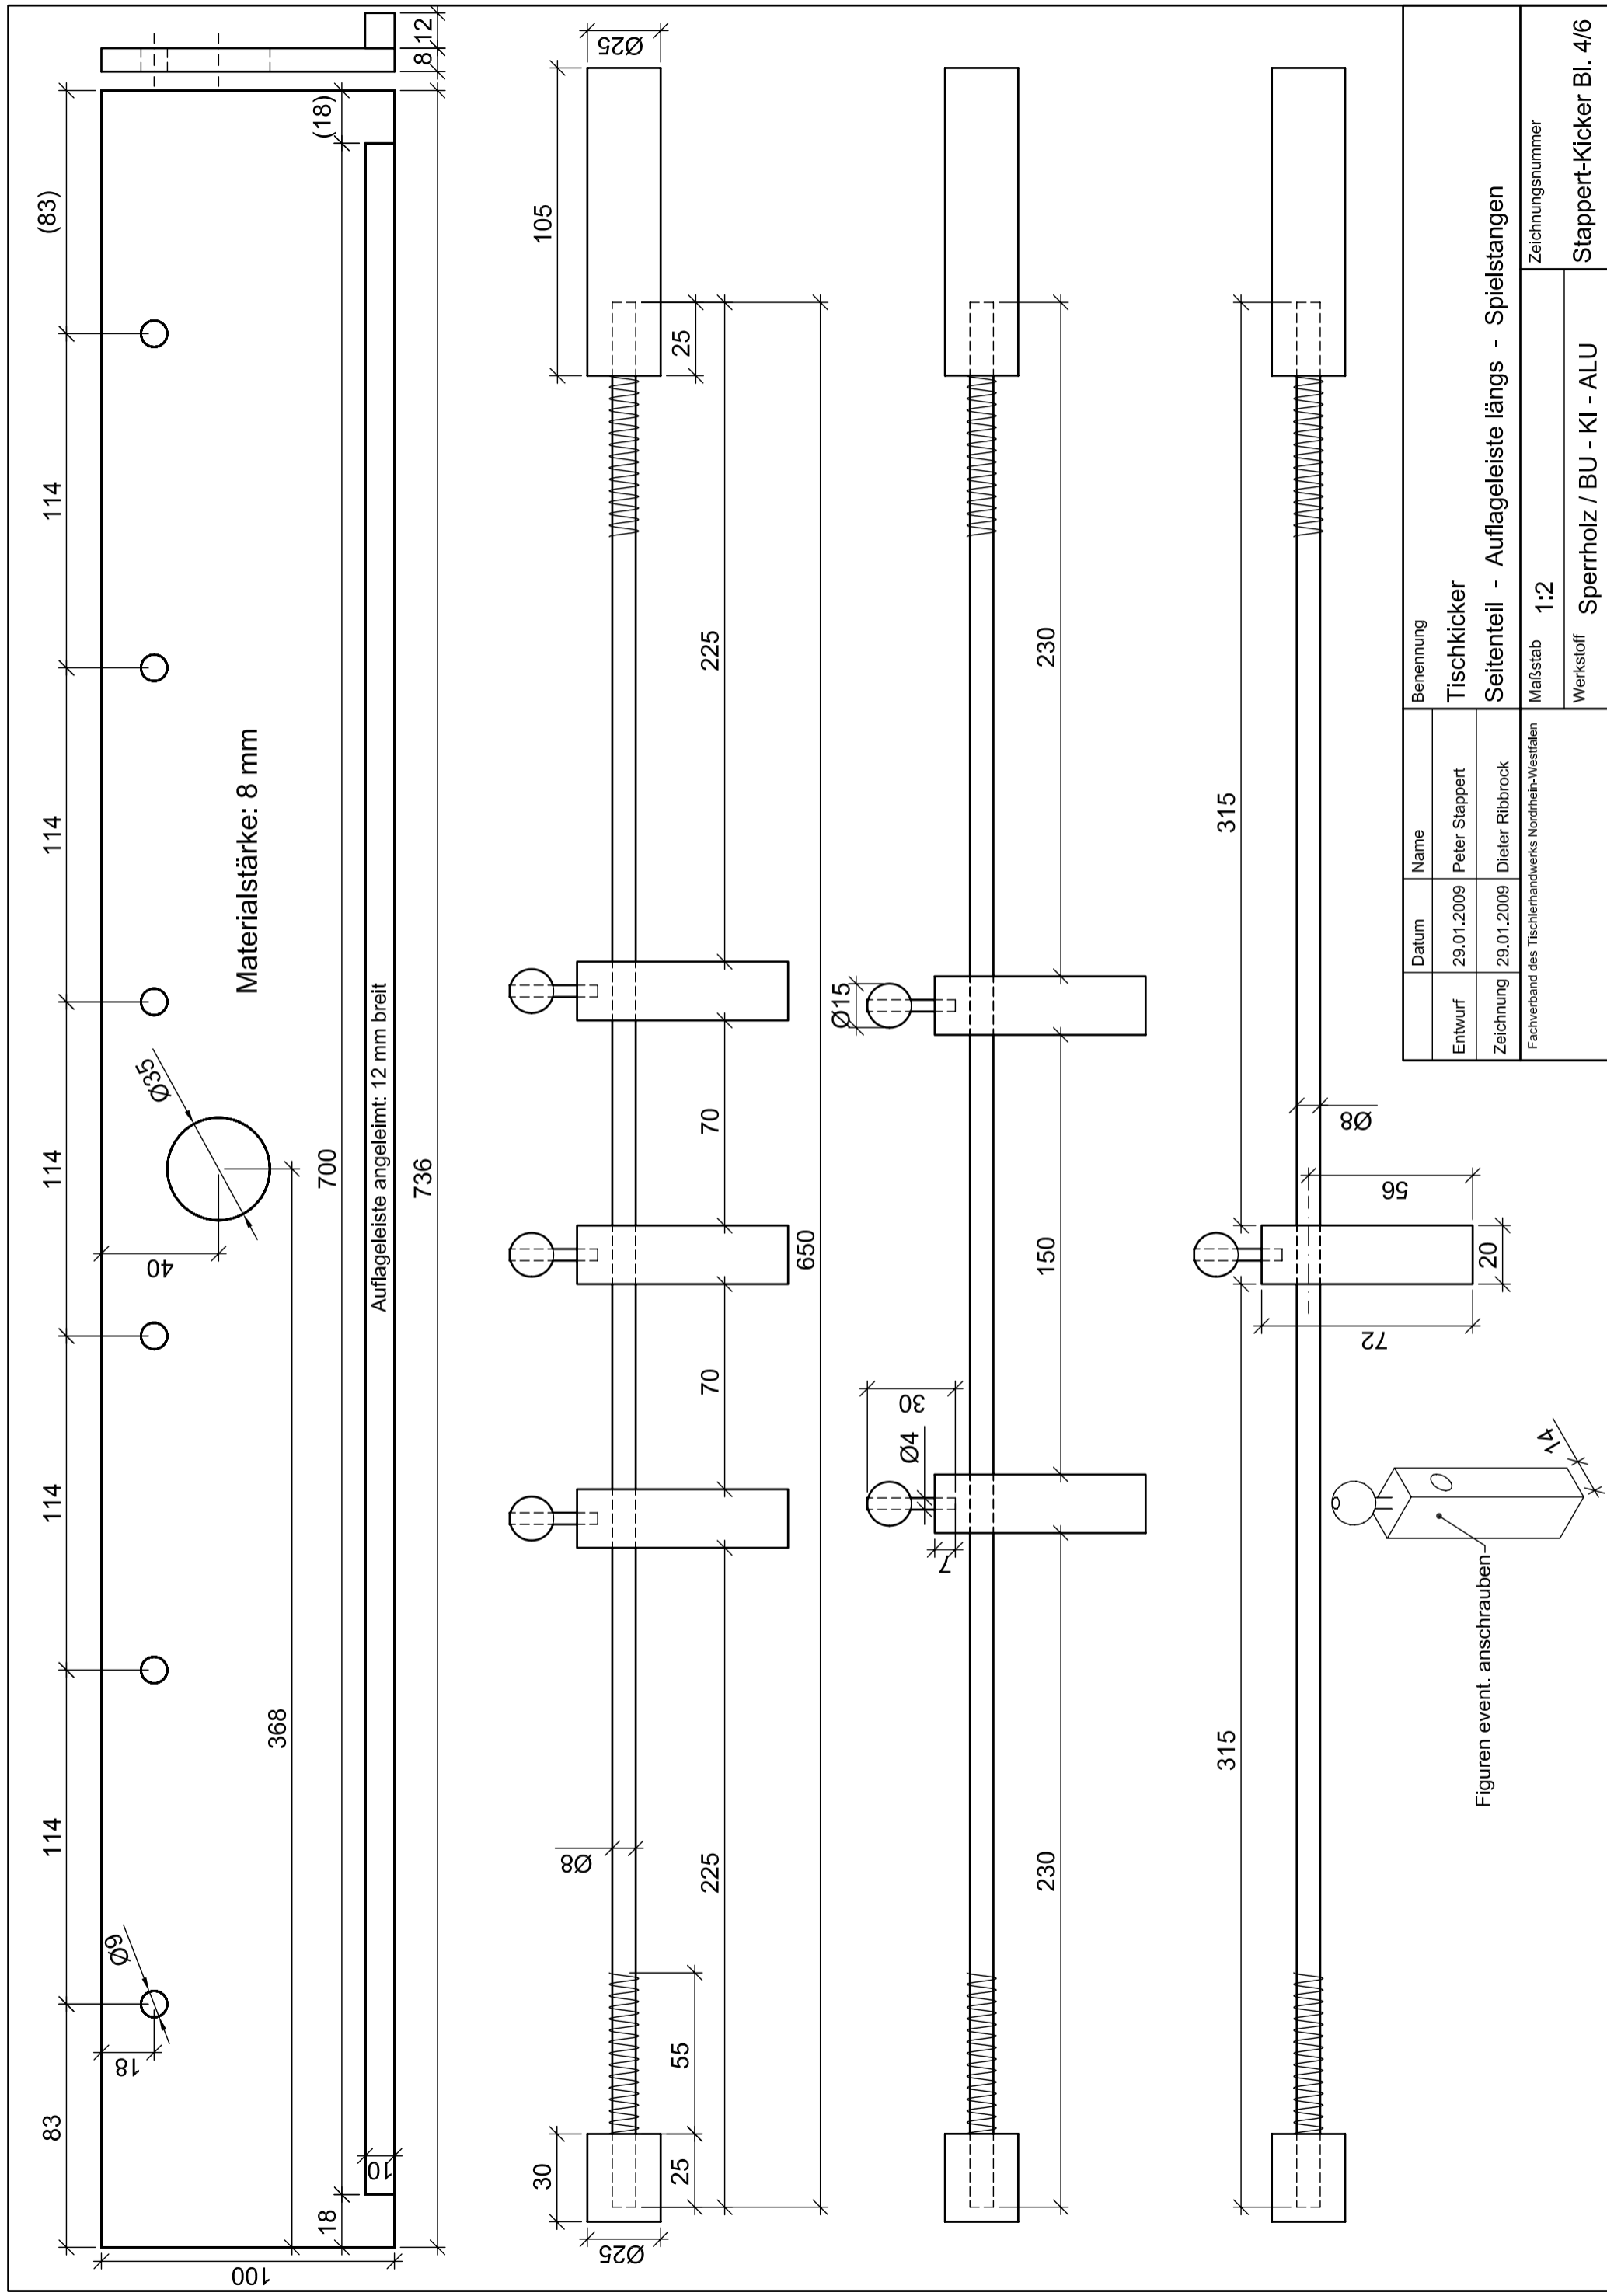 83 114 114 114 114 114 (83)
18 Ø9 40 Ø35
Materialstärke: 8 mm
368
18 700 (18)
Auflageleiste angeleimt: 12 mm breit
10
100
736
8 12
30 105
Ø25 Ø8 Ø25
25 55 25
225 70 70 225
650
7 Ø4 30 Ø15
230 150 230
315 315
72 56 Ø8
20
Figuren event. anschrauben
14
Datum Name
Entwurf 29.01.2009 Peter Stappert
Zeichnung 29.01.2009 Dieter Ribbrock
Fachverband des Tischlerhandwerks Nordrhein-Westfalen
Benennung
Tischkicker
Seitenteil - Auflageleiste längs - Spielstangen
Maßstab 1:2
Werkstoff Sperrholz / BU - KI - ALU
Zeichnungsnummer
Stappert-Kicker Bl. 4/6